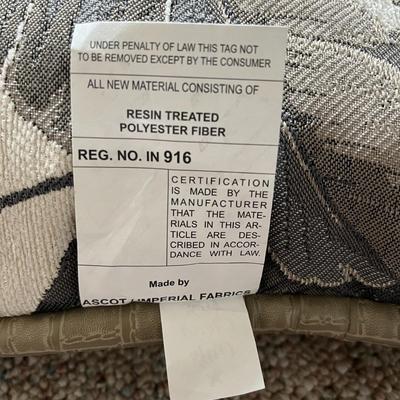 UNDER PENALTY OF LAW THIS TAG NOT
TO BE REMOVED EXCEPT BY THE CONSUMER
ALL NEW MATERIAL CONSISTING OF
RESIN TREATED
POLYESTER FIBER
REG. NO. IN 916
CERTIFICATION
IS MADE BY THE
MANUFACTURER
THAT THE MATE-
RIALS IN THIS AR-
TICLE ARE DES-
CRIBED IN ACCOR-
DANCE WITH LAW.
Made by
ASCOT / IMPERIAL FABRICS